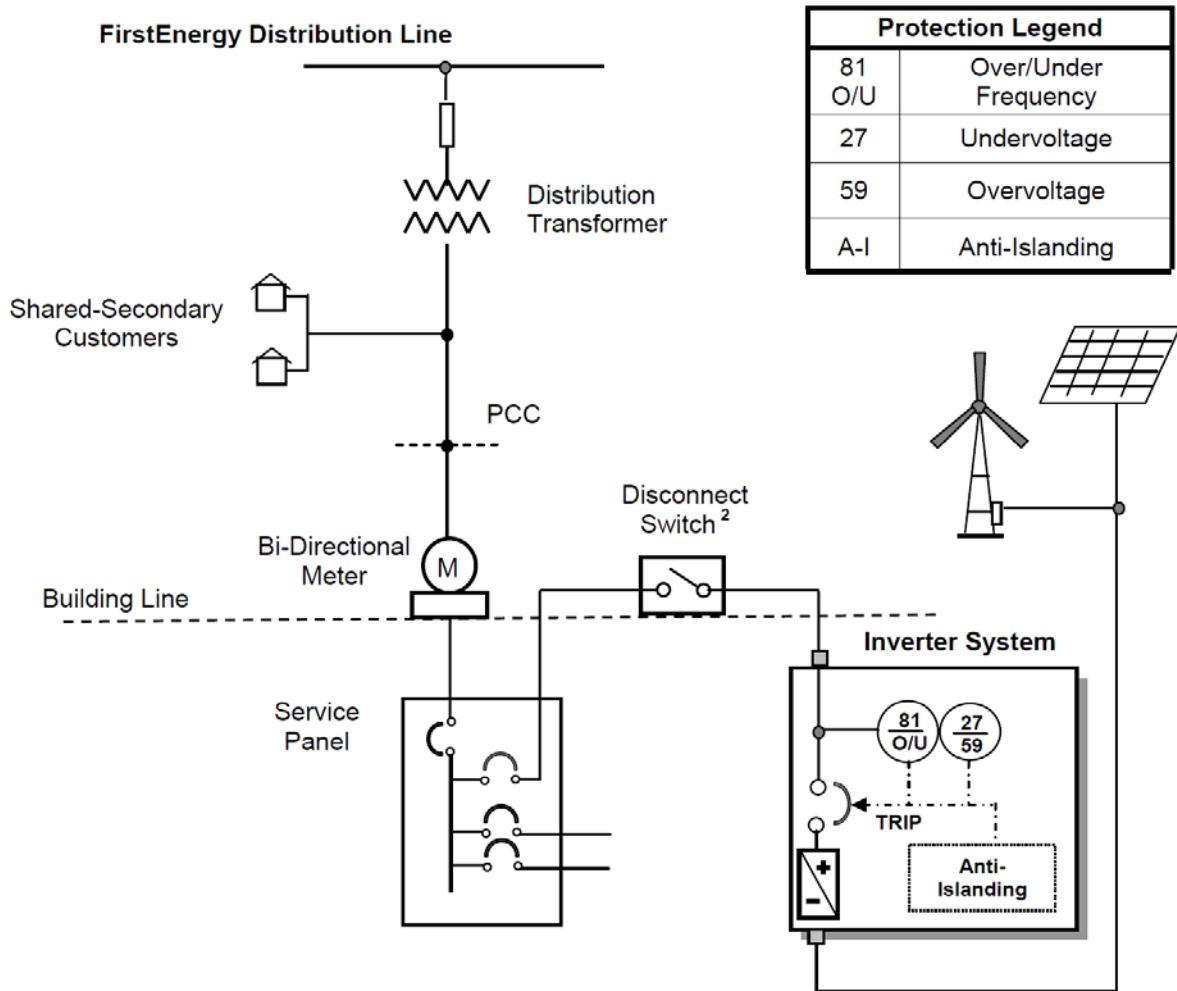 FirstEnergy Distribution Line
Protection Legend
81
O/U
Over/Under
Frequency
27
Undervoltage
59
Overvoltage
A-I
Anti-Islanding
Distribution
Transformer
Shared-Secondary
Customers
PCC
Disconnect
Switch ²
Bi-Directional
Meter
M
Building Line
Inverter System
Service
Panel
81
O/U
27
59
TRIP
+
-
Anti-
Islanding